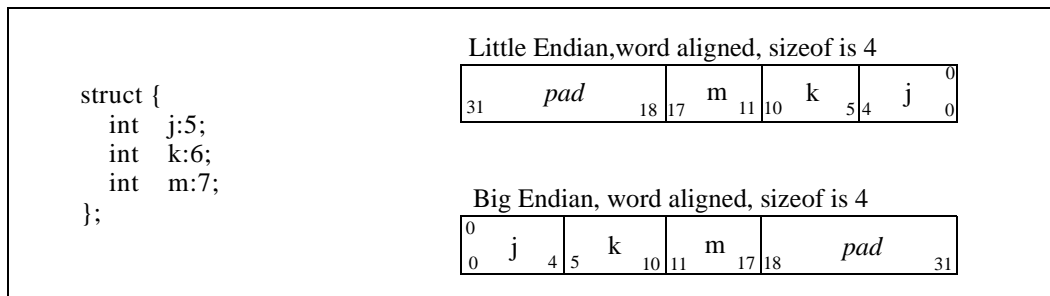 struct {
int j:5;
int k:6;
int m:7;
};
Little Endian,word aligned, sizeof is 4
0
pad m k j
31 18 17 11 10 5 4 0
Big Endian, word aligned, sizeof is 4
0
j k m pad
0 4 5 10 11 17 18 31